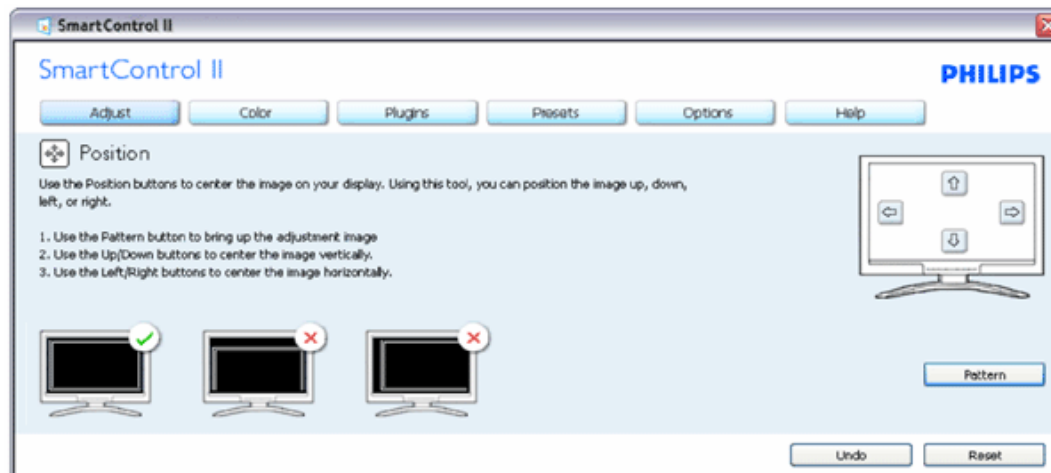 SmartControl II
SmartControl II
PHILIPS
Adjust Color Plugins Presets Options Help
Position
Use the Position buttons to center the image on your display. Using this tool, you can position the image up, down,
left, or right.
1. Use the Pattern button to bring up the adjustment image
2. Use the Up/Down buttons to center the image vertically.
3. Use the Left/Right buttons to center the image horizontally.
Pattern
Undo Reset